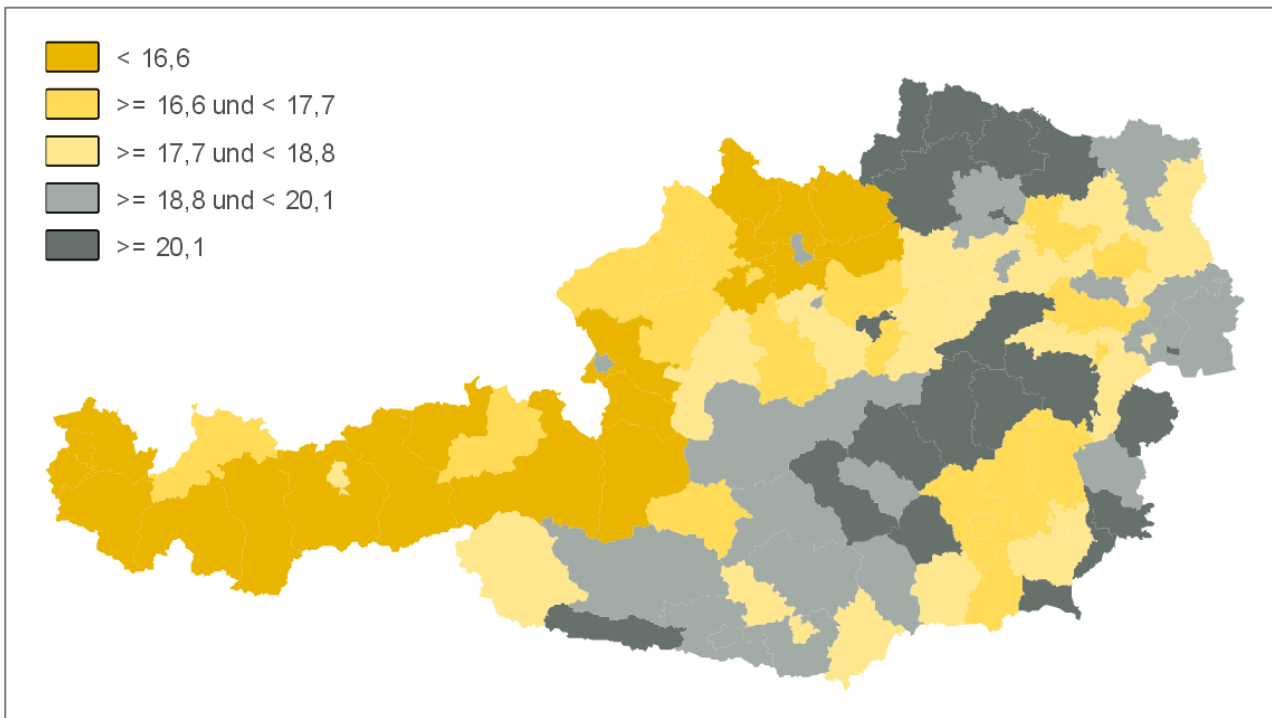 < 16,6
>= 16,6 und < 17,7
>= 17,7 und < 18,8
>= 18,8 und < 20,1
>= 20,1